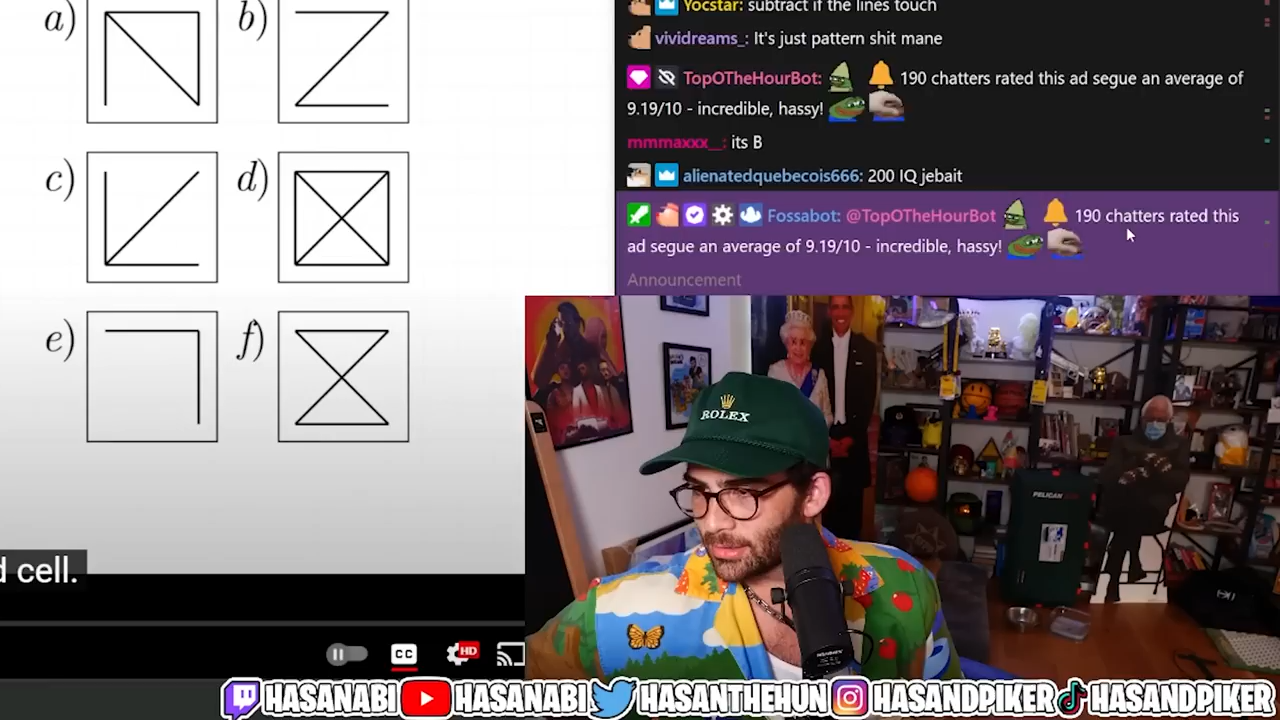 a)
b)
c)
d)
e)
f)
d cell.
CC
HD
Yocstar: subtract if the lines touch
vividreams_: It's just pattern shit mane
TopOTheHourBot: 190 chatters rated this ad segue an average of
9.19/10 - incredible, hassy!
mmmaxxx__: its B
alienatedquebecois666: 200 IQ jebait
Fossabot: @TopOTheHourBot 190 chatters rated this
ad segue an average of 9.19/10 - incredible, hassy!
Announcement
ROLEX
PELICAN
HASANABI HASANABI HASANTHEHUN HASANDPIKER HASANDPIKER